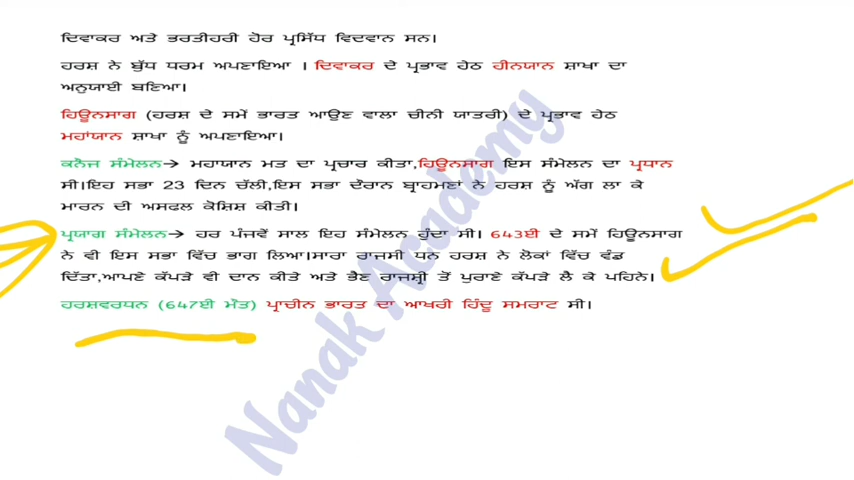 ਦਿਵਾਕਰ ਅਤੇ ਭਰਤੀਹਰੀ ਹੋਰ ਪ੍ਰਸਿੱਧ ਵਿਦਵਾਨ ਸਨ।
ਹਰਸ਼ ਨੇ ਬੁੱਧ ਧਰਮ ਅਪਣਾਇਆ । ਦਿਵਾਕਰ ਦੇ ਪ੍ਰਭਾਵ ਹੇਠ ਹੀਨਯਾਨ ਸ਼ਾਖਾ ਦਾ
ਅਨੁਯਾਈ ਬਣਿਆ।
ਹਿਊਨਸਾਗ (ਹਰਸ਼ ਦੇ ਸਮੇਂ ਭਾਰਤ ਆਉਣ ਵਾਲਾ ਚੀਨੀ ਯਾਤਰੀ) ਦੇ ਪ੍ਰਭਾਵ ਹੇਠ
ਮਹਾਂਯਾਨ ਸ਼ਾਖਾ ਨੂੰ ਅਪਣਾਇਆ।
ਕਨੌਜ ਸੰਮੇਲਨ→ ਮਹਾਯਾਨ ਮਤ ਦਾ ਪ੍ਰਚਾਰ ਕੀਤਾ,ਹਿਊਨਸਾਗ ਇਸ ਸੰਮੇਲਨ ਦਾ ਪ੍ਰਧਾਨ
ਸੀ।ਇਹ ਸਭਾ 23 ਦਿਨ ਚੱਲੀ,ਇਸ ਸਭਾ ਦੌਰਾਨ ਬ੍ਰਾਹਮਣਾਂ ਨੇ ਹਰਸ਼ ਨੂੰ ਅੱਗ ਲਾ ਕੇ
ਮਾਰਨ ਦੀ ਅਸਫਲ ਕੋਸ਼ਿਸ਼ ਕੀਤੀ।
ਪ੍ਰਯਾਗ ਸੰਮੇਲਨ→ ਹਰ ਪੰਜਵੇਂ ਸਾਲ ਇਹ ਸੰਮੇਲਨ ਹੁੰਦਾ ਸੀ। 643ਈ ਦੇ ਸਮੇਂ ਹਿਊਨਸਾਗ
ਨੇ ਵੀ ਇਸ ਸਭਾ ਵਿੱਚ ਭਾਗ ਲਿਆ।ਸਾਰਾ ਰਾਜਸੀ ਧਨ ਹਰਸ਼ ਨੇ ਲੋਕਾਂ ਵਿੱਚ ਵੰਡ
ਦਿੱਤਾ,ਆਪਣੇ ਕੱਪੜੇ ਵੀ ਦਾਨ ਕੀਤੇ ਅਤੇ ਭੈਣ ਰਾਜਸ਼੍ਰੀ ਤੋਂ ਪੁਰਾਣੇ ਕੱਪੜੇ ਲੈ ਕੇ ਪਹਿਨੇ।
ਹਰਸ਼ਵਰਧਨ (647ਈ ਮੌਤ) ਪ੍ਰਾਚੀਨ ਭਾਰਤ ਦਾ ਆਖਰੀ ਹਿੰਦੂ ਸਮਰਾਟ ਸੀ।
Nanak Academy